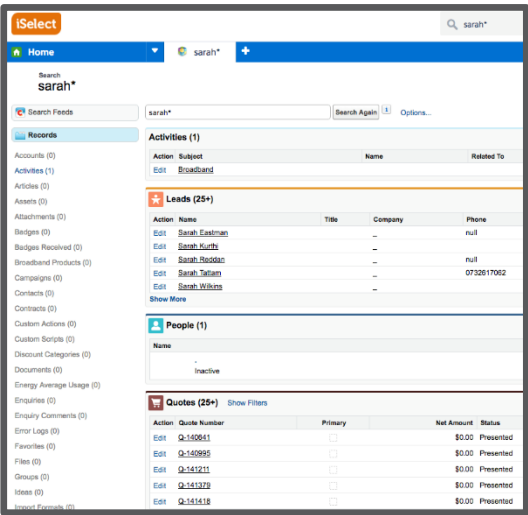 iSelect
sarah*
Home
sarah*
Search
sarah*
Search Feeds
sarah*
Search Again
Options...
Records
Accounts (0)
Activities (1)
Articles (0)
Assets (0)
Attachments (0)
Badges (0)
Badges Received (0)
Broadband Products (0)
Campaigns (0)
Contacts (0)
Contracts (0)
Custom Actions (0)
Custom Scripts (0)
Discount Categories (0)
Documents (0)
Energy Average Usage (0)
Enquiries (0)
Enquiry Comments (0)
Error Logs (0)
Favorites (0)
Files (0)
Groups (0)
Ideas (0)
Import Formats (0)
Activities (1)
Action Subject Name Related To
Edit Broadband
Leads (25+)
Action Name Title Company Phone
Edit Sarah Eastman _ null
Edit Sarah Kurthi _
Edit Sarah Reddan _ null
Edit Sarah Tattam _ 0732617062
Edit Sarah Wilkins _
Show More
People (1)
Name
-
Inactive
Quotes (25+) Show Filters
Action Quote Number Primary Net Amount Status
Edit Q-140641 $0.00 Presented
Edit Q-140995 $0.00 Presented
Edit Q-141211 $0.00 Presented
Edit Q-141379 $0.00 Presented
Edit Q-141418 $0.00 Presented